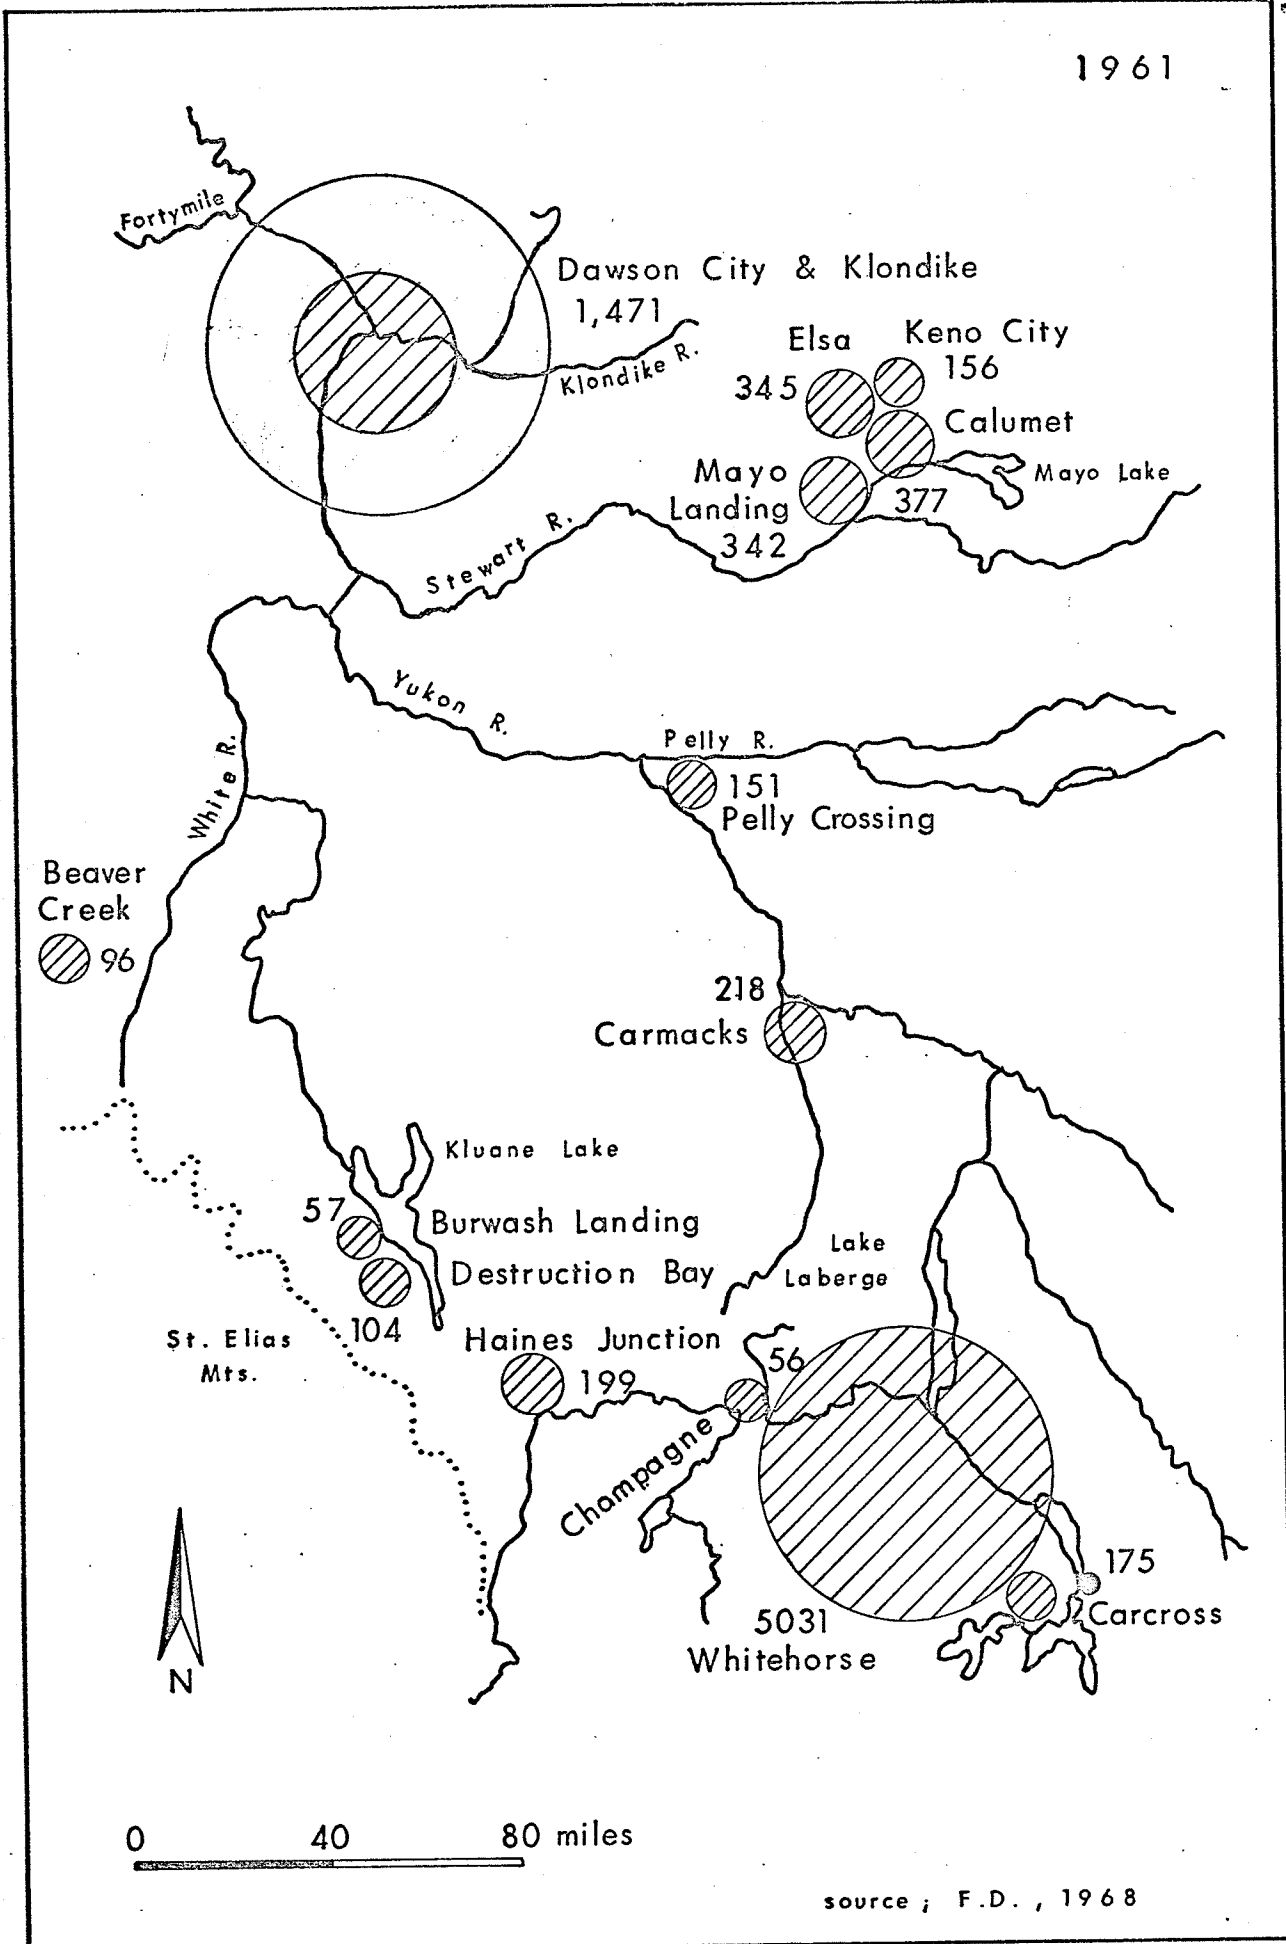 1961
Fortymile
Dawson City & Klondike
1,471
Klondike R.
Elsa
345
Keno City
156
Calumet
377
Mayo Lake
Mayo
Landing
342
Stewart R.
Yukon R.
Pelly R.
151
Pelly Crossing
White R.
Beaver
Creek
96
218
Carmacks
Kluane Lake
57
Burwash Landing
Destruction Bay
104
Lake
Laberge
St. Elias
Mts.
Haines Junction
199
56
Champagne
175
Carcross
5031
Whitehorse
N
0 40 80 miles
source ; F.D. , 1968